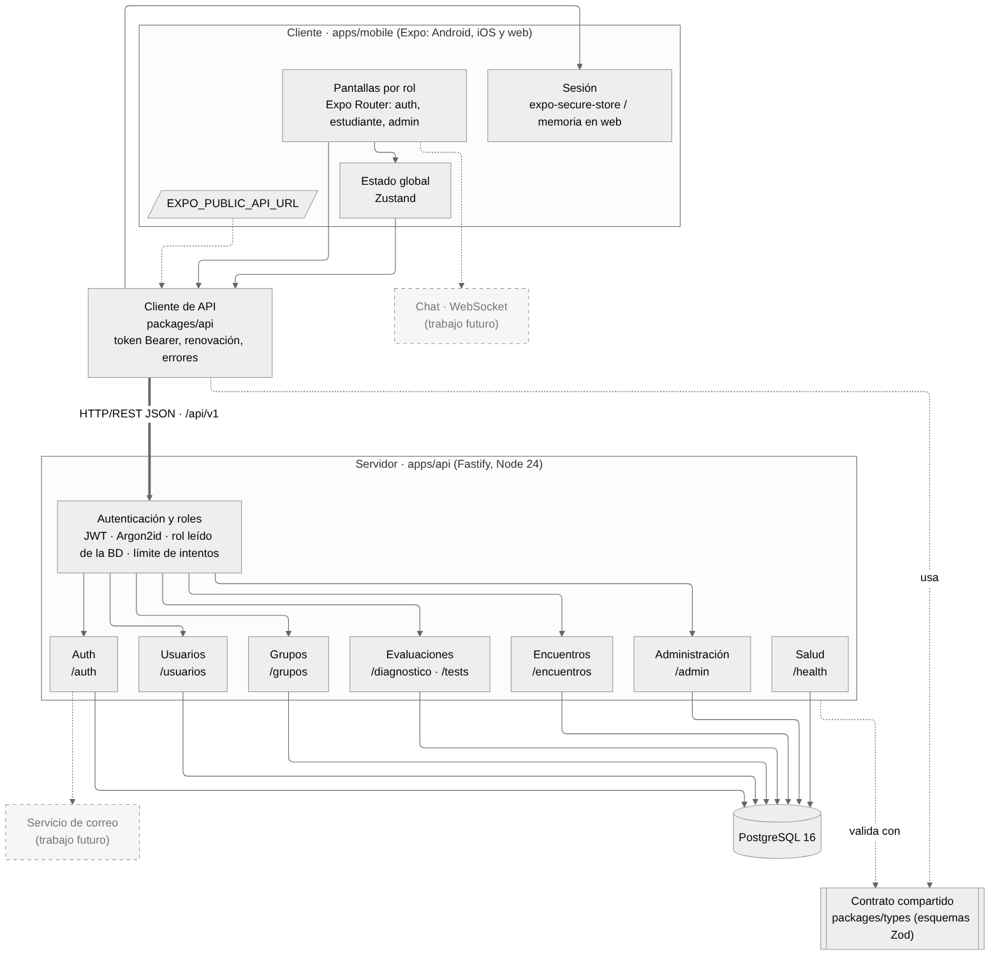 Cliente · apps/mobile (Expo: Android, iOS y web)
Pantallas por rol
Expo Router: auth,
estudiante, admin
Sesión
expo-secure-store /
memoria en web
Estado global
Zustand
EXPO_PUBLIC_API_URL
Cliente de API
packages/api
token Bearer, renovación,
errores
Chat · WebSocket
(trabajo futuro)
HTTP/REST JSON · /api/v1
Servidor · apps/api (Fastify, Node 24)
Autenticación y roles
JWT · Argon2id · rol leído
de la BD · límite de intentos
usa
Auth
/auth
Usuarios
/usuarios
Grupos
/grupos
Evaluaciones
/diagnostico · /tests
Encuentros
/encuentros
Administración
/admin
Salud
/health
Servicio de correo
(trabajo futuro)
PostgreSQL 16
valida con
Contrato compartido
packages/types (esquemas
Zod)